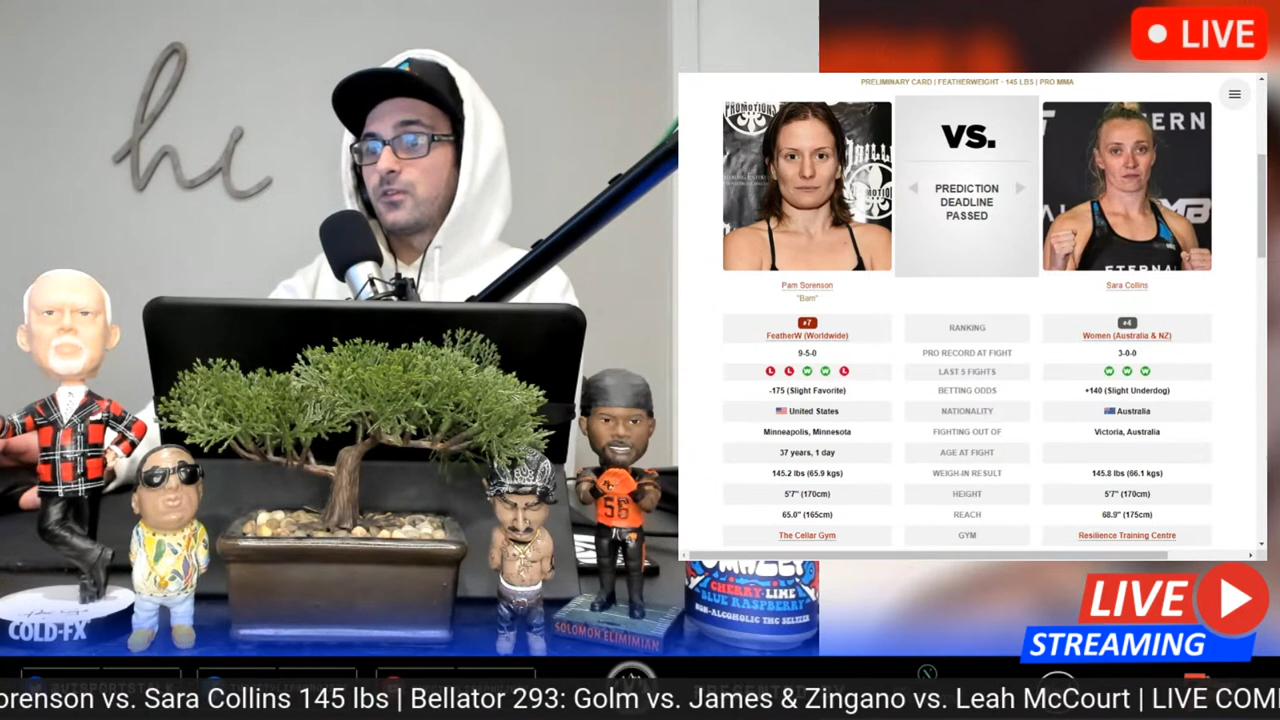 hi
LIVE
PRELIMINARY CARD | FEATHERWEIGHT · 145 LBS | PRO MMA
PROMOTIONS
VS.
PREDICTION
DEADLINE
PASSED
ERN
ETERNA
Pam Sorenson
Sara Collins
#7
RANKING
#4
FeatherW (Worldwide)
Women (Australia & NZ)
9-5-0
PRO RECORD AT FIGHT
3-0-0
L L W W L
LAST 5 FIGHTS
W W W
-175 (Slight Favorite)
BETTING ODDS
+140 (Slight Underdog)
United States
NATIONALITY
Australia
Minneapolis, Minnesota
FIGHTING OUT OF
Victoria, Australia
37 years, 1 day
AGE AT FIGHT
145.2 lbs (65.9 kgs)
WEIGH-IN RESULT
145.8 lbs (66.1 kgs)
5'7" (170cm)
HEIGHT
5'7" (170cm)
65.0" (165cm)
REACH
68.9" (175cm)
The Cellar Gym
GYM
Resilience Training Centre
56
CHERRY-LIME
BLUE RASPBERRY
NON-ALCOHOLIC THC SELTZER
COLD-FX
SOLOMON ELIMIMIAN
LIVE
STREAMING
orenson vs. Sara Collins 145 lbs | Bellator 293: Golm vs. James & Zingano vs. Leah McCourt | LIVE COM